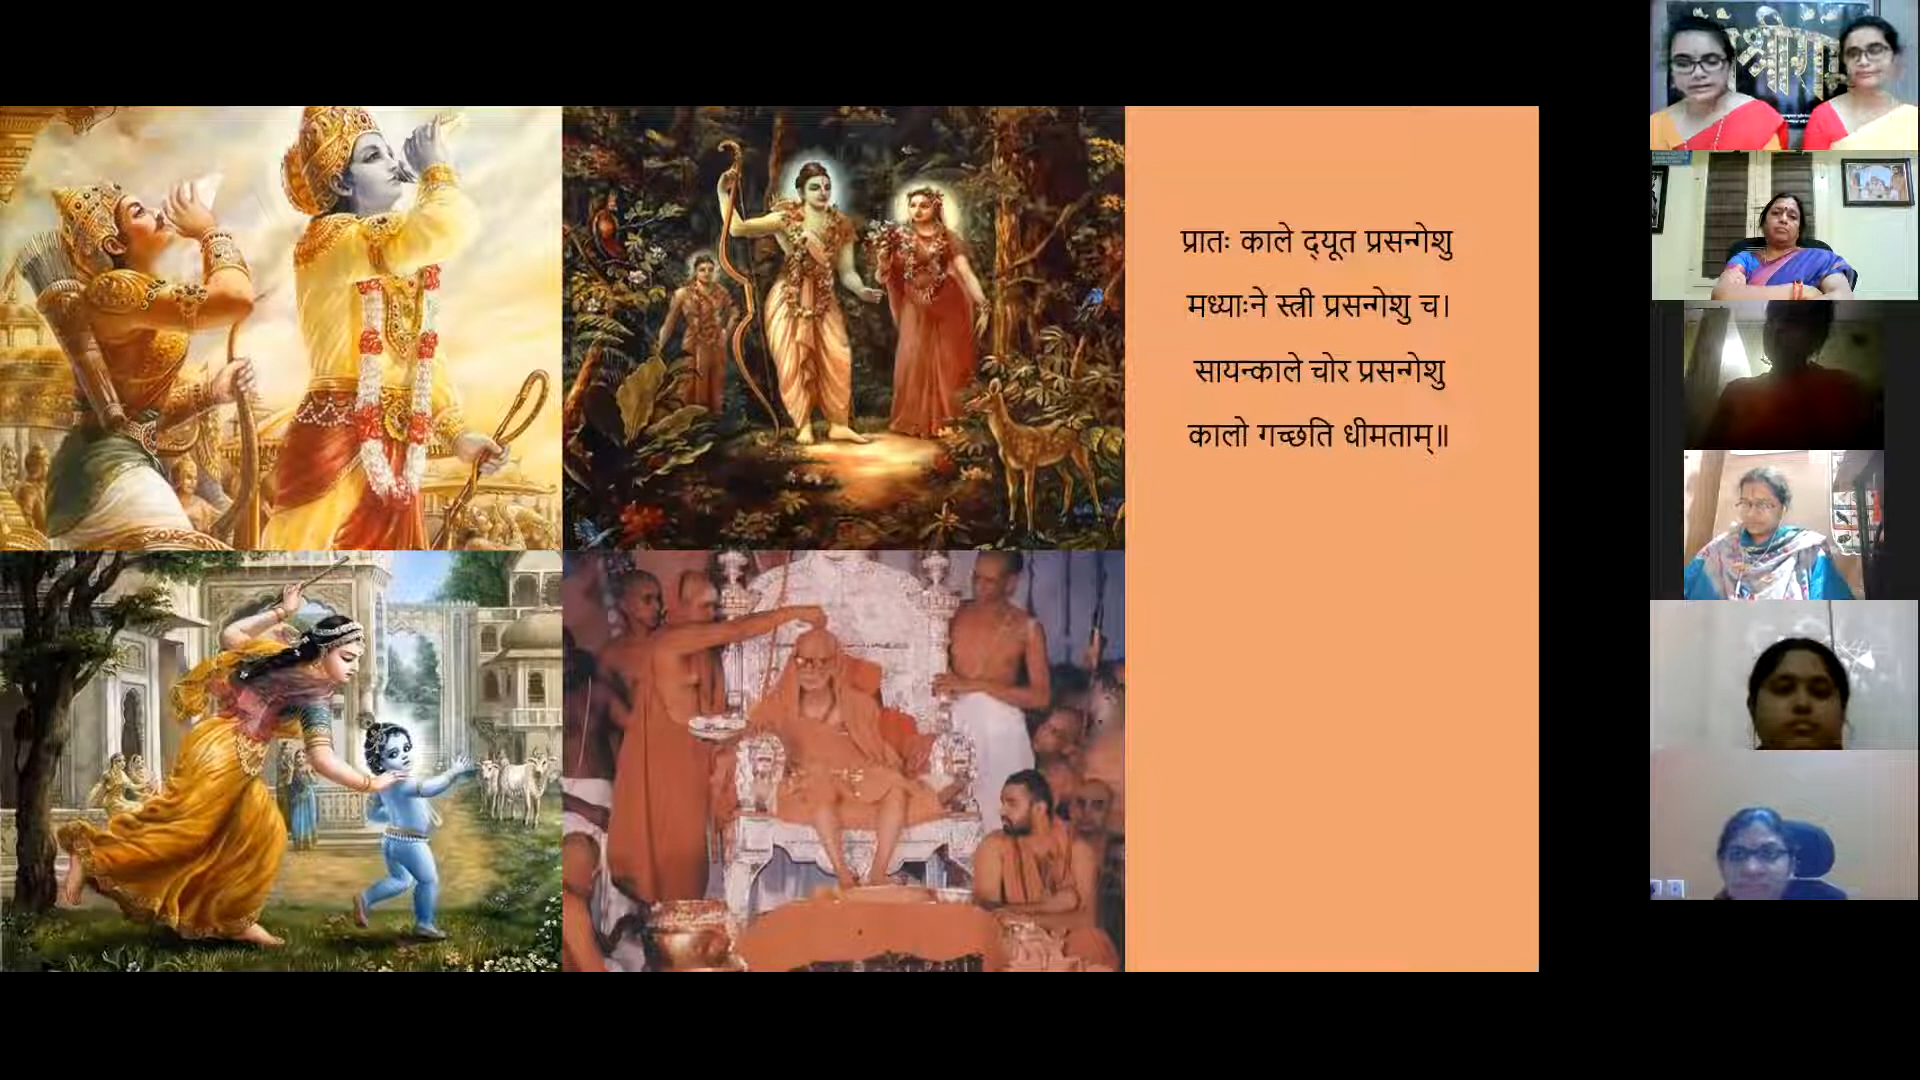 प्रातः काले द्यूत प्रसन्गेशु
मध्याःने स्त्री प्रसन्गेशु च।
सायन्काले चोर प्रसन्गेशु
कालो गच्छति धीमताम्॥